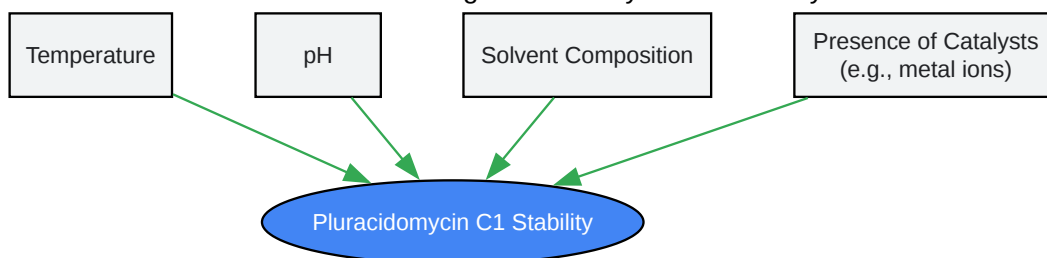 Temperature
pH
Solvent Composition
Presence of Catalysts
(e.g., metal ions)
Pluracidomycin C1 Stability